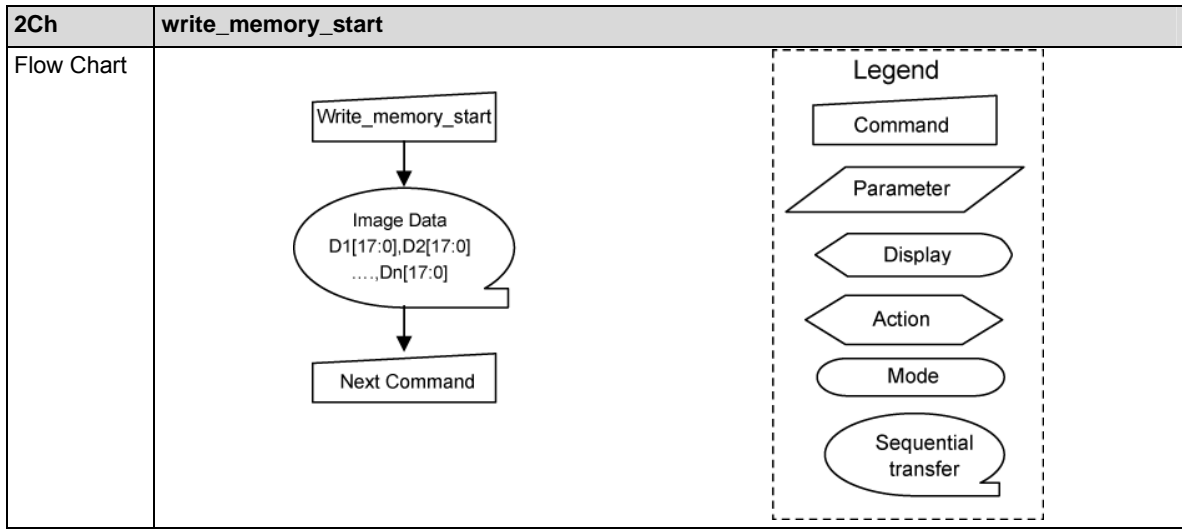 2Ch write_memory_start
Flow Chart
Write_memory_start
Image Data
D1[17:0],D2[17:0]
....,Dn[17:0]
Next Command
Legend
Command
Parameter
Display
Action
Mode
Sequential
transfer